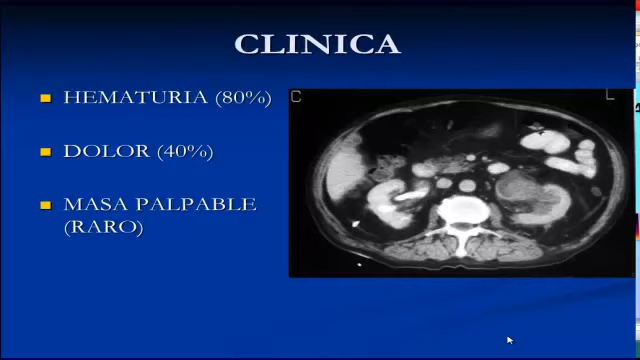 CLINICA
HEMATURIA (80%)
DOLOR (40%)
MASA PALPABLE
(RARO)
C
L